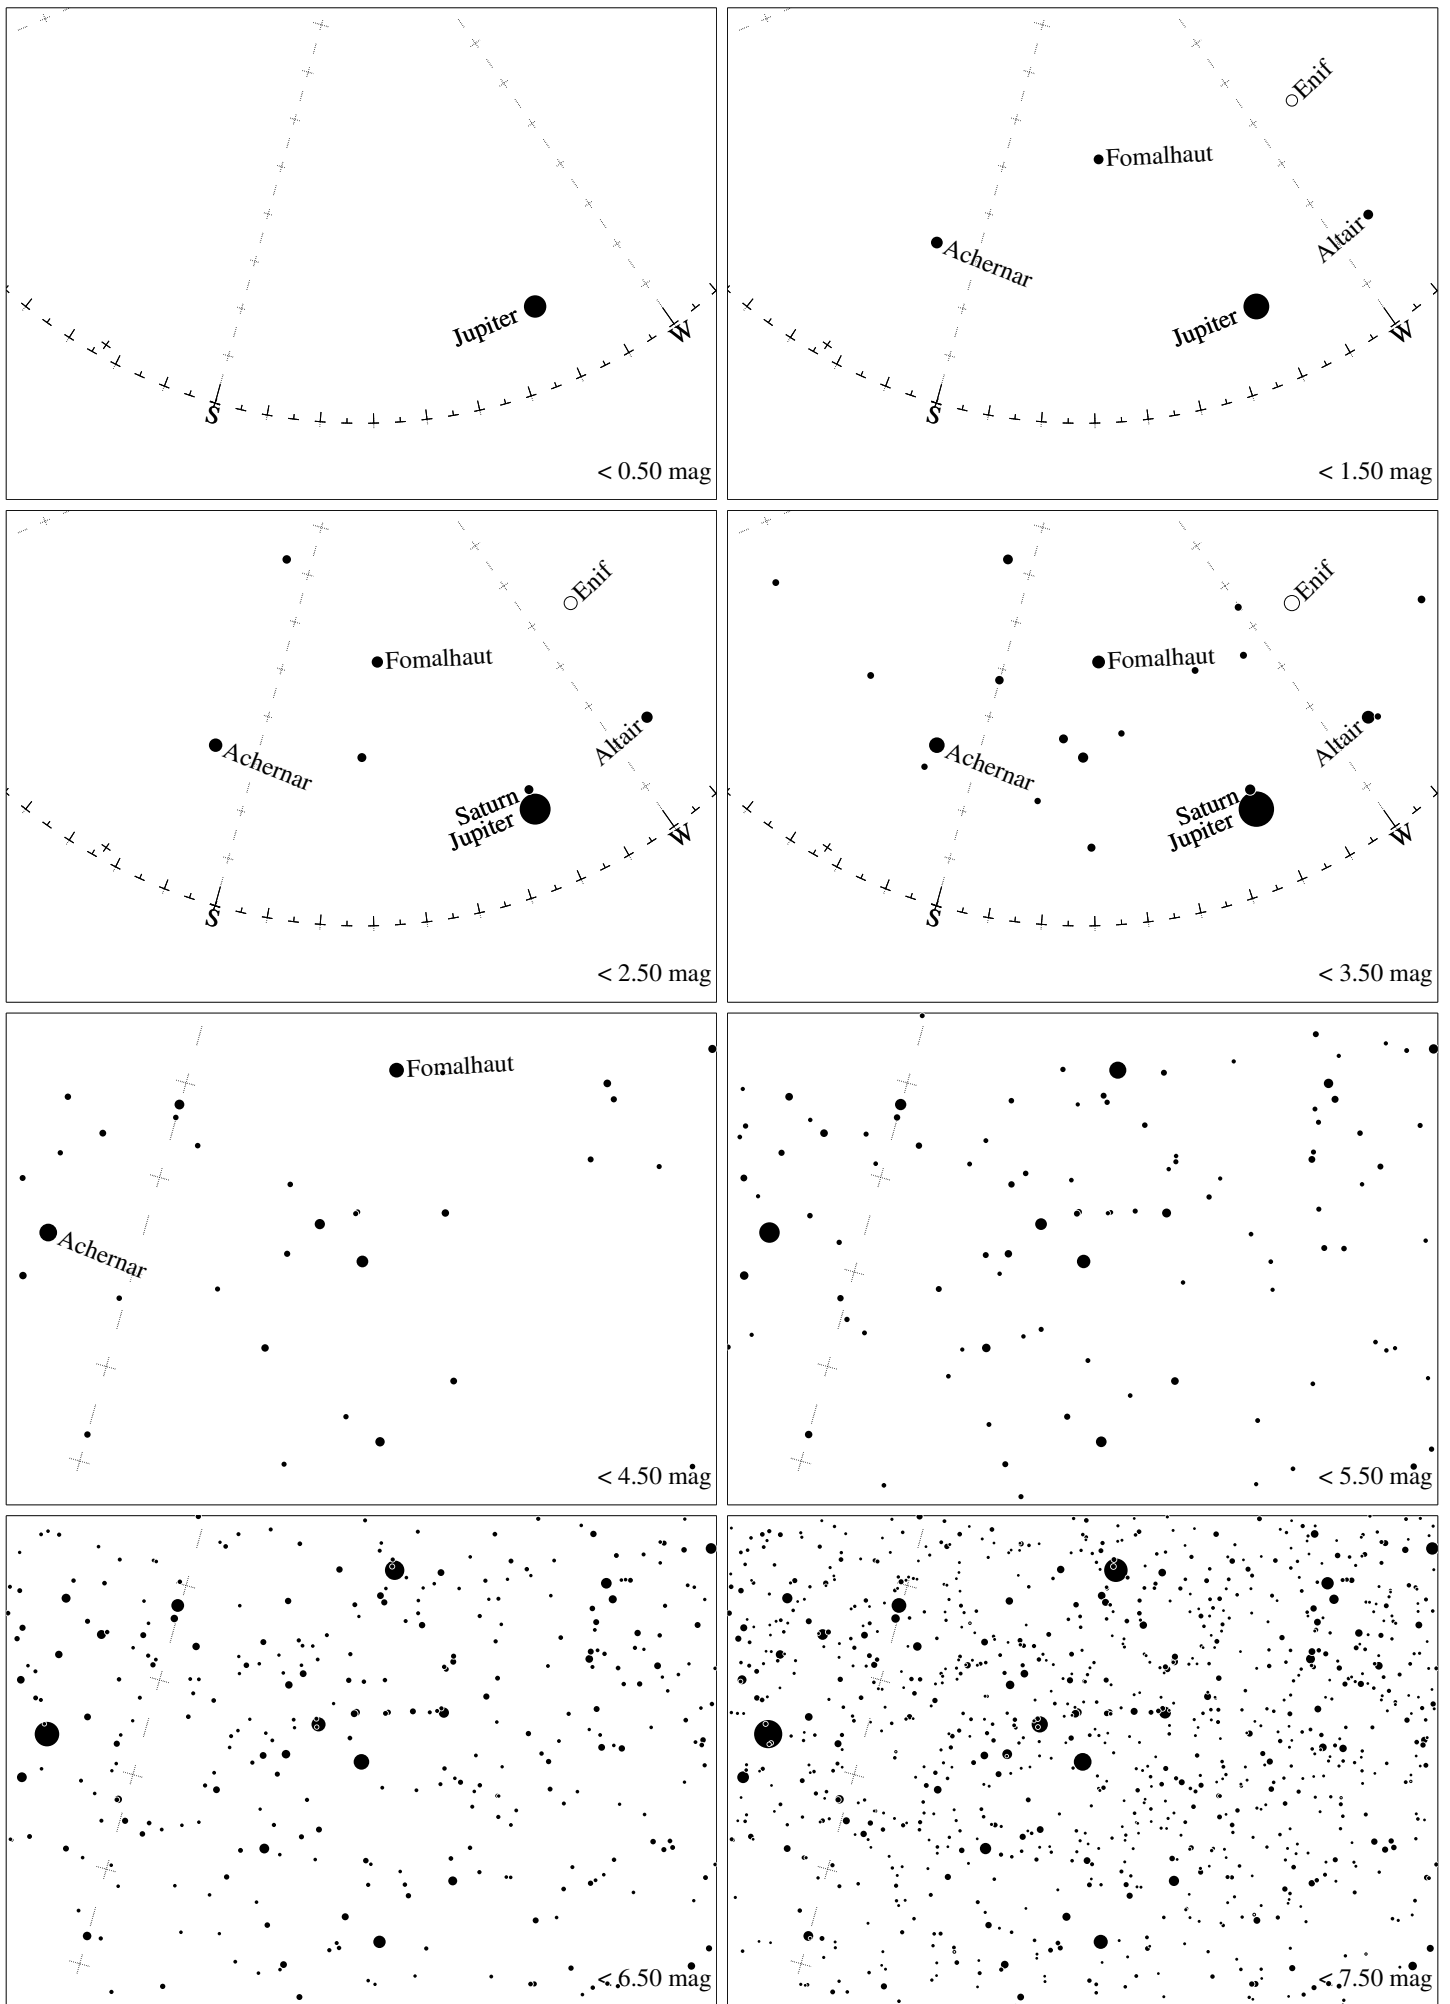 Jupiter
S
W
< 0.50 mag
Enif
Fomalhaut
Altair
Achernar
Jupiter
S
W
< 1.50 mag
Enif
Fomalhaut
Altair
Achernar
Saturn
Jupiter
S
W
< 2.50 mag
Enif
Fomalhaut
Altair
Achernar
Saturn
Jupiter
S
W
< 3.50 mag
Fomalhaut
Achernar
< 4.50 mag
< 5.50 mag
< 6.50 mag
< 7.50 mag